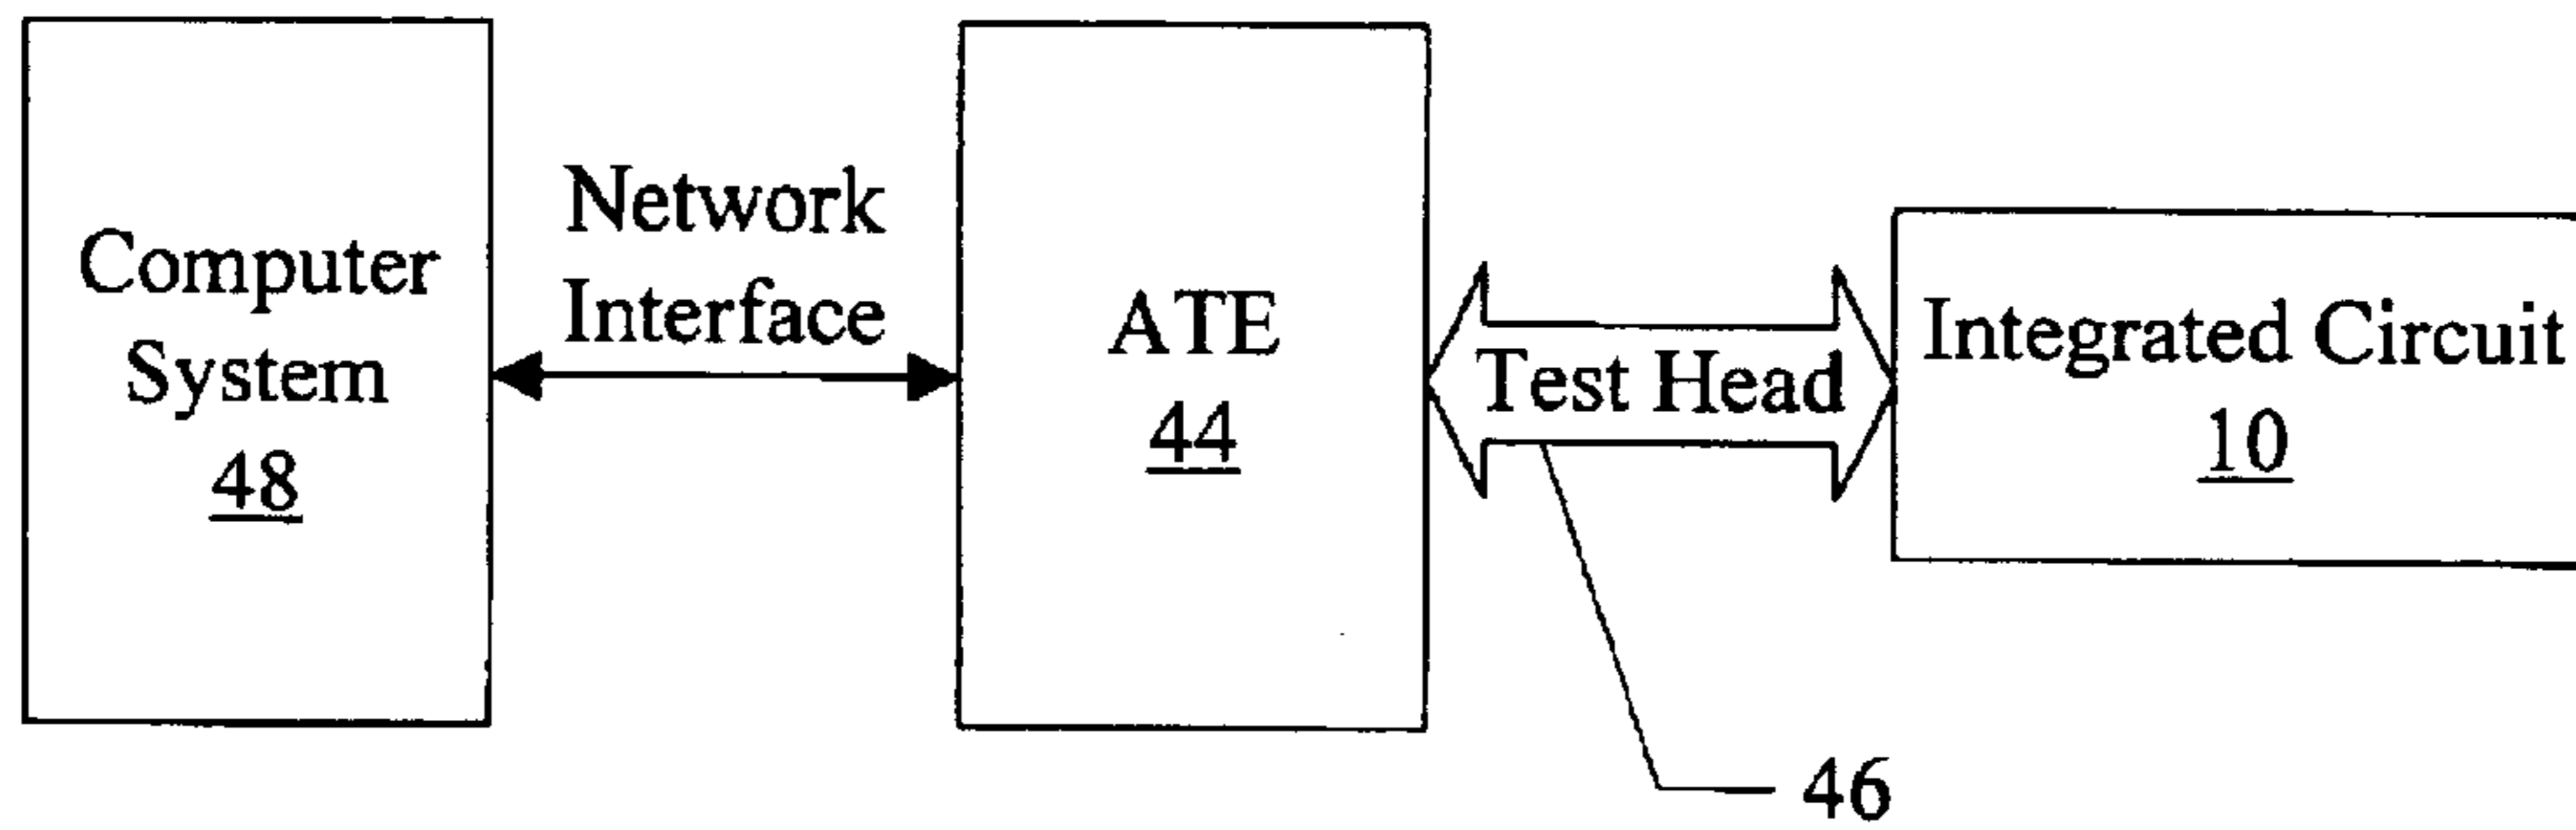 Computer
System
48
Network
Interface
ATE
44
Test Head
Integrated Circuit
10
46